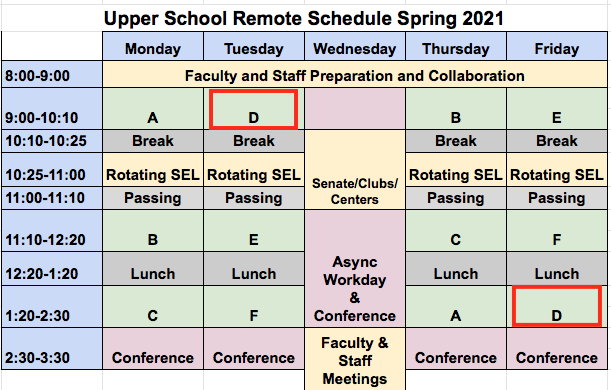 Upper School Remote Schedule Spring 2021
Monday Tuesday Wednesday Thursday Friday
8:00-9:00 Faculty and Staff Preparation and Collaboration
9:00-10:10 A D B E
10:10-10:25 Break Break Break Break
10:25-11:00 Rotating SEL Rotating SEL Rotating SEL Rotating SEL
Senate/Clubs/
Centers
11:00-11:10 Passing Passing Passing Passing
11:10-12:20 B E C F
Async
Workday
&
Conference
12:20-1:20 Lunch Lunch Lunch Lunch
1:20-2:30 C F A D
2:30-3:30 Conference Conference Conference Conference
Faculty &
Staff
Meetings